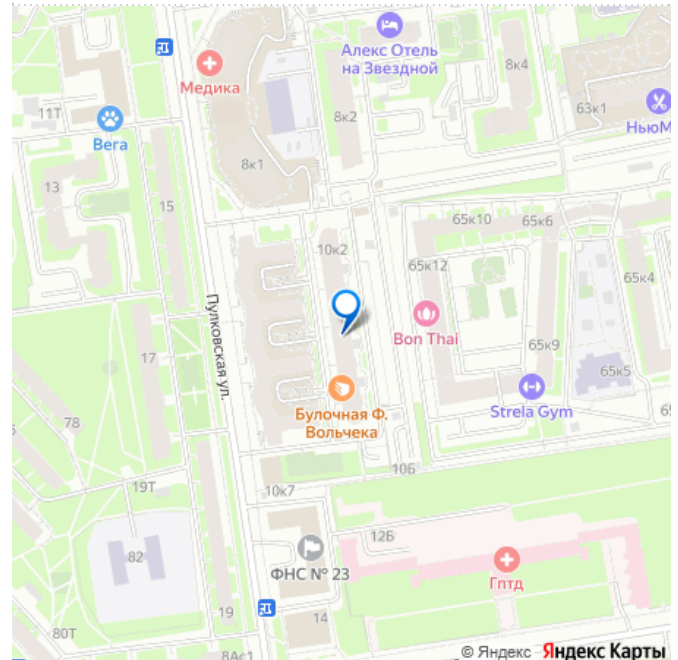 Алекс Отель
на Звездной
8к4
Медика
8к2
63к1
НьюМ
11Т
Вега
8к1
13
15
65к10
65к6
10к2
65к12
65к4
Пулковская ул.
Bon Thai
17
65к9
65к5
Булочная Ф.
Вольчека
Strela Gym
78
10Б
19Т
10к7
12Б
82
ФНС № 23
Гптд
19
14
80Т
8Ас1
© Яндекс Яндекс Карты